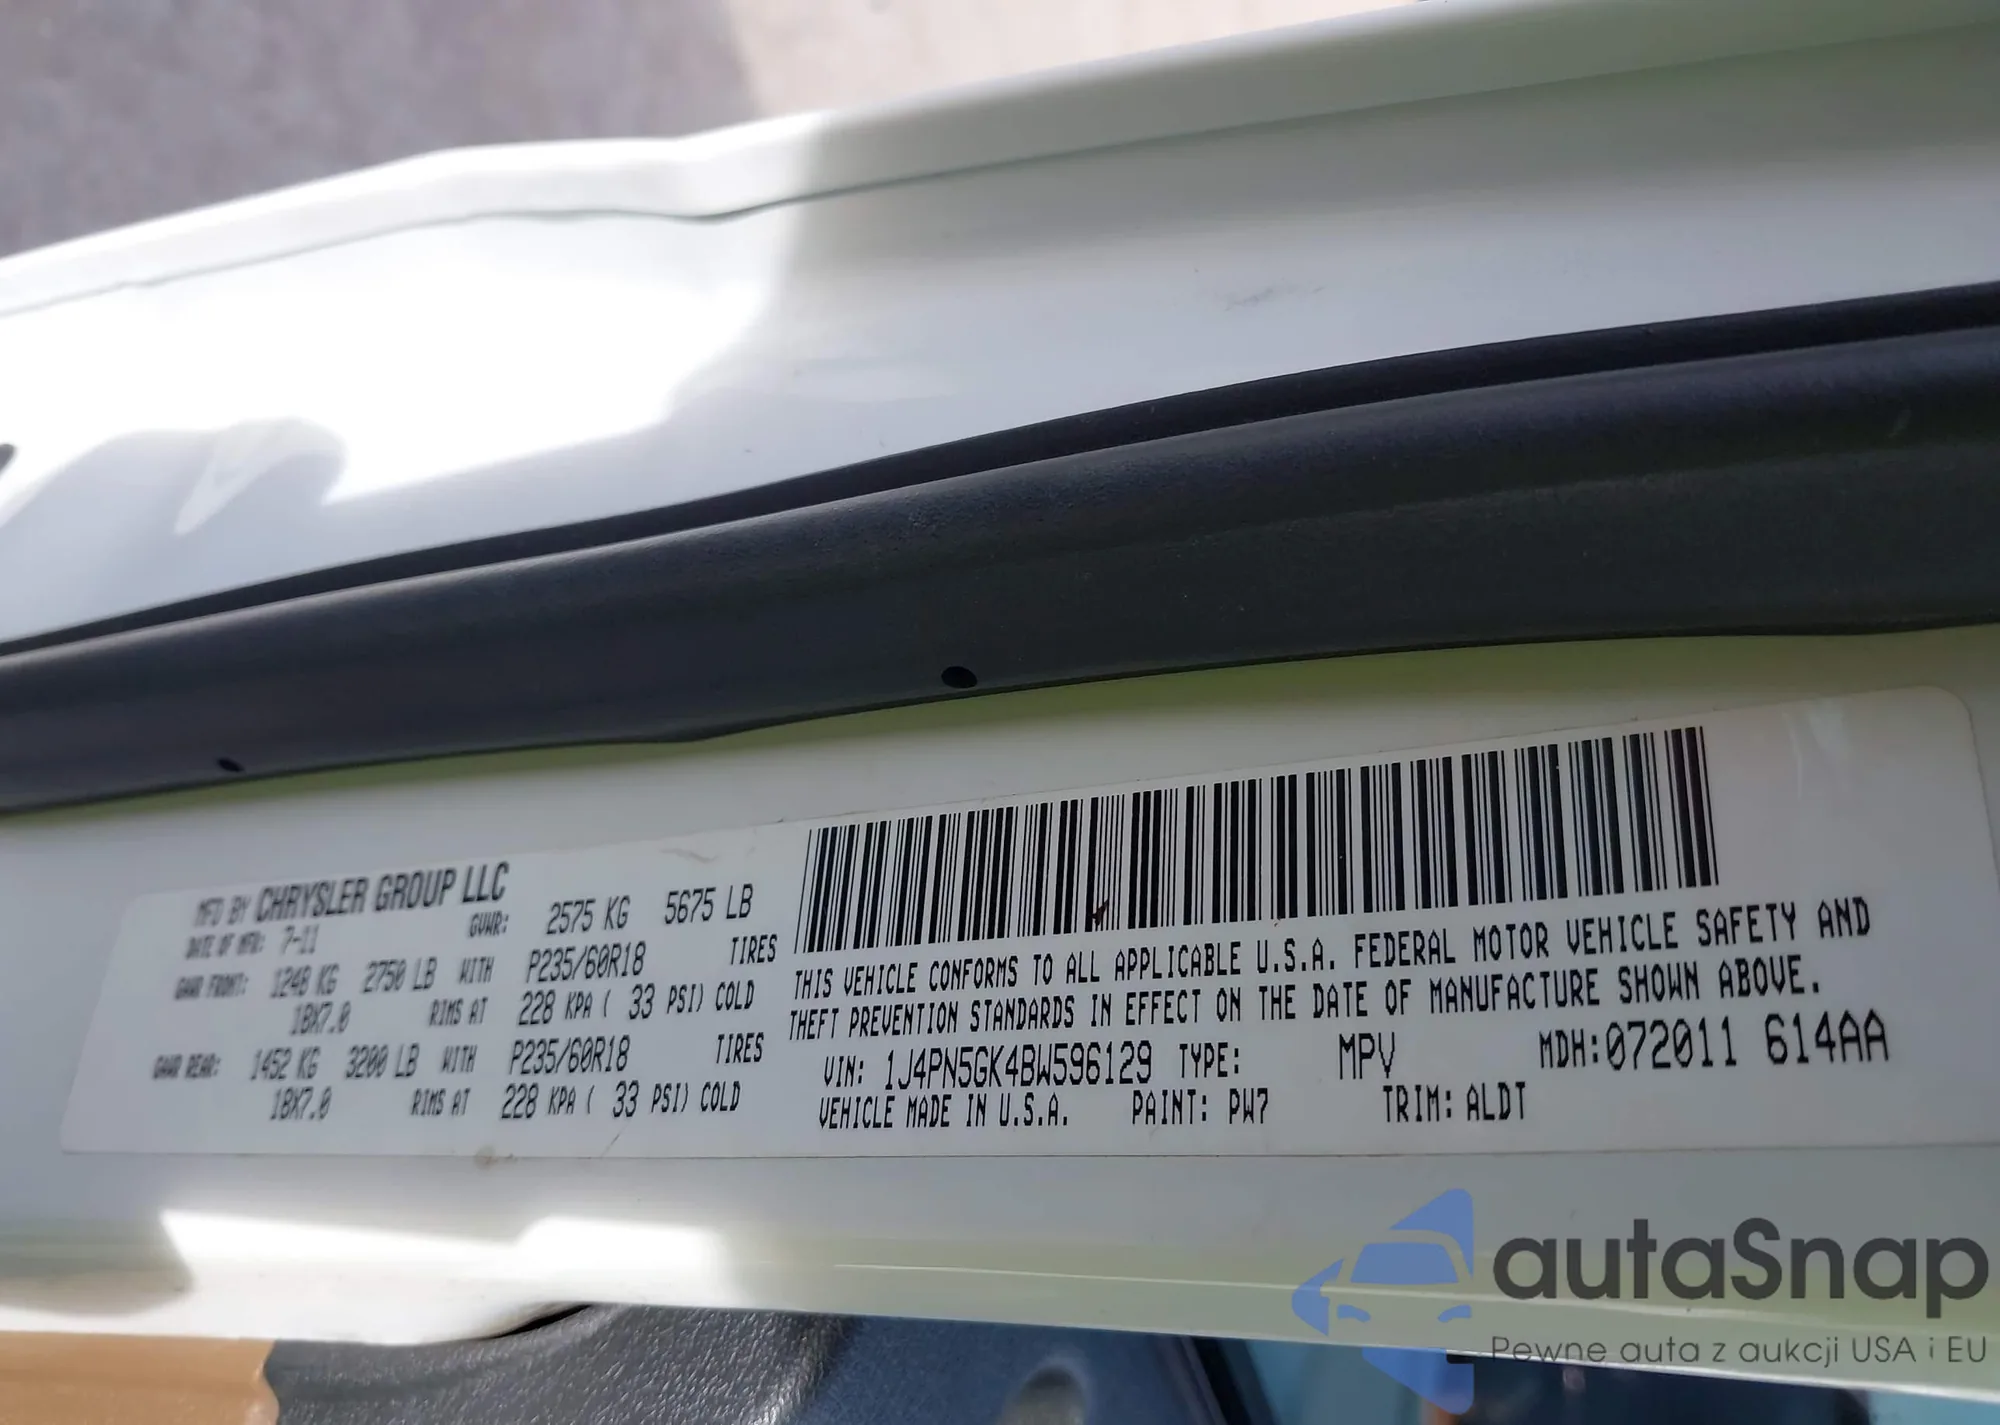 MFD BY CHRYSLER GROUP LLC
DATE OF MFR: 7-11 GVWR: 2575 KG 5675 LB
GAWR FRONT: 1248 KG 2750 LB WITH P235/60R18 TIRES
18X7.0 RIMS AT 228 KPA ( 33 PSI) COLD
GAWR REAR: 1452 KG 3200 LB WITH P235/60R18 TIRES
18X7.0 RIMS AT 228 KPA ( 33 PSI) COLD
THIS VEHICLE CONFORMS TO ALL APPLICABLE U.S.A. FEDERAL MOTOR VEHICLE SAFETY AND
THEFT PREVENTION STANDARDS IN EFFECT ON THE DATE OF MANUFACTURE SHOWN ABOVE.
VIN: 1J4PN5GK4BW596129 TYPE: MPV MDH:072011 614AA
VEHICLE MADE IN U.S.A. PAINT: PW7 TRIM: ALDT
autaSnap
Pewne auta z aukcji USA i EU